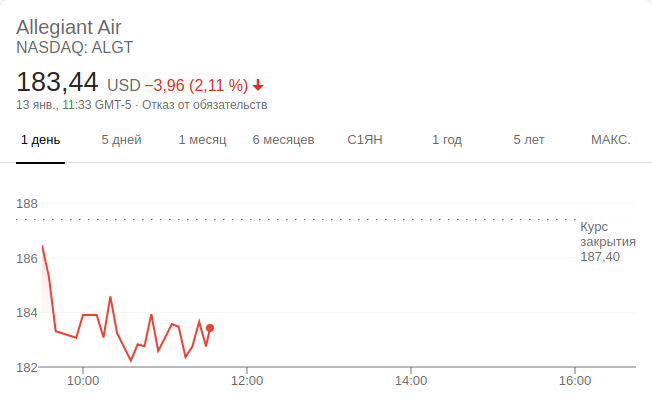 Allegiant Air
NASDAQ: ALGT
183,44 USD −3,96 (2,11 %)
13 янв., 11:33 GMT-5 · Отказ от обязательств
1 день 5 дней 1 месяц 6 месяцев С1ЯН 1 год 5 лет МАКС.
188
Курс
закрытия
187,40
186
184
182
10:00 12:00 14:00 16:00